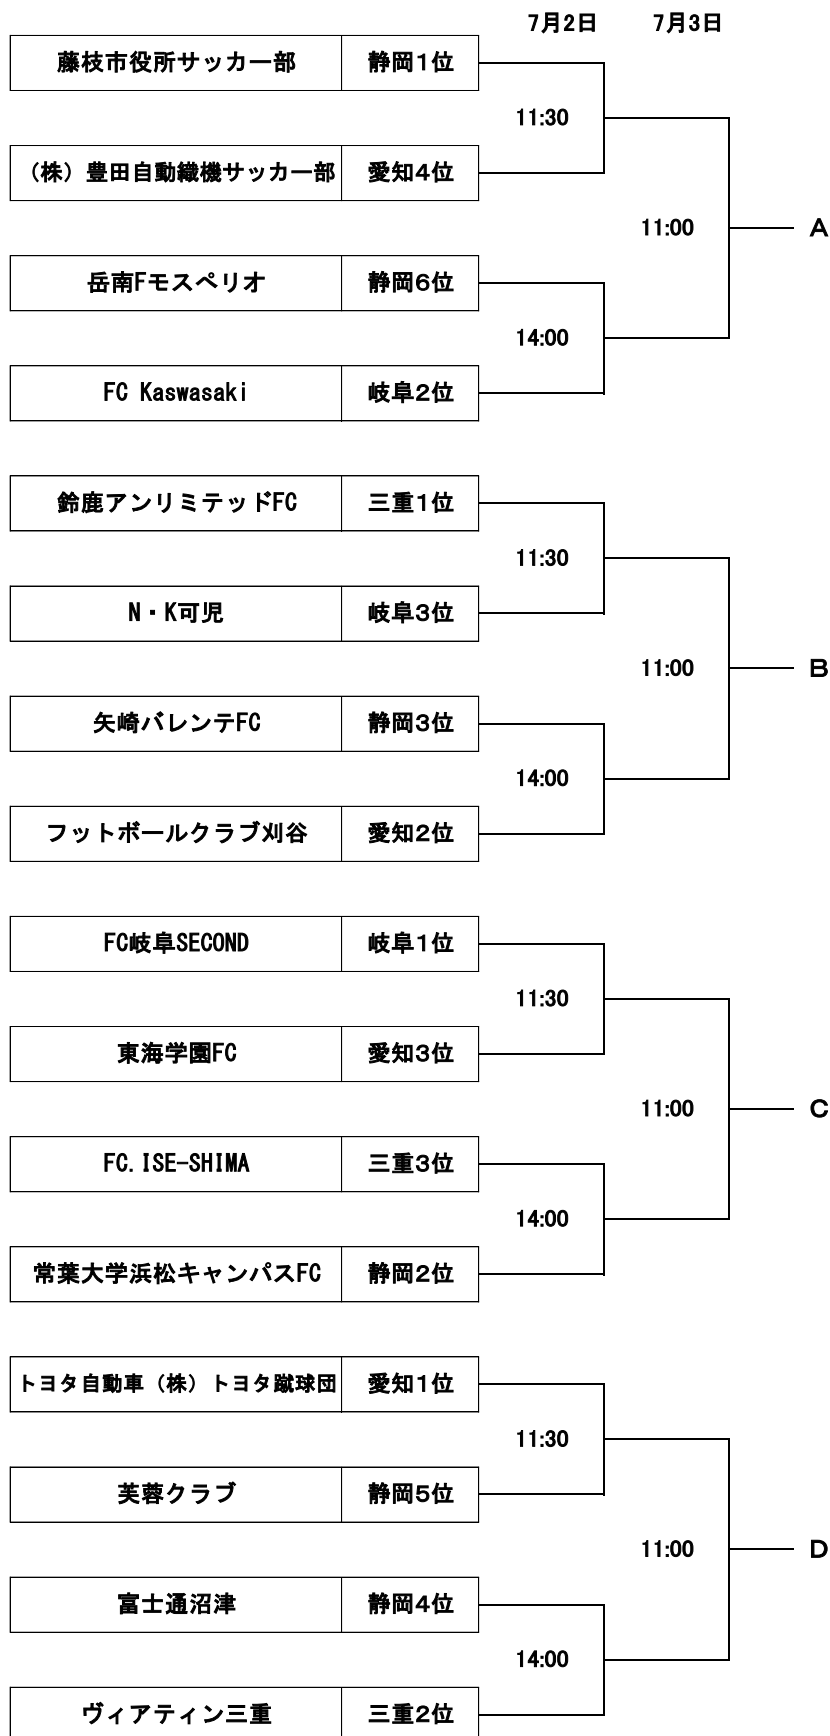 7月2日 7月3日
藤枝市役所サッカー部 静岡1位
11:30
（株）豊田自動織機サッカー部 愛知4位
11:00 A
岳南Fモスペリオ 静岡6位
14:00
FC Kaswasaki 岐阜2位
鈴鹿アンリミテッドFC 三重1位
11:30
N・K可児 岐阜3位
11:00 B
矢崎バレンテFC 静岡3位
14:00
フットボールクラブ刈谷 愛知2位
FC岐阜SECOND 岐阜1位
11:30
東海学園FC 愛知3位
11:00 C
FC.ISE-SHIMA 三重3位
14:00
常葉大学浜松キャンパスFC 静岡2位
トヨタ自動車（株）トヨタ蹴球団 愛知1位
11:30
芙蓉クラブ 静岡5位
11:00 D
富士通沼津 静岡4位
14:00
ヴィアティン三重 三重2位